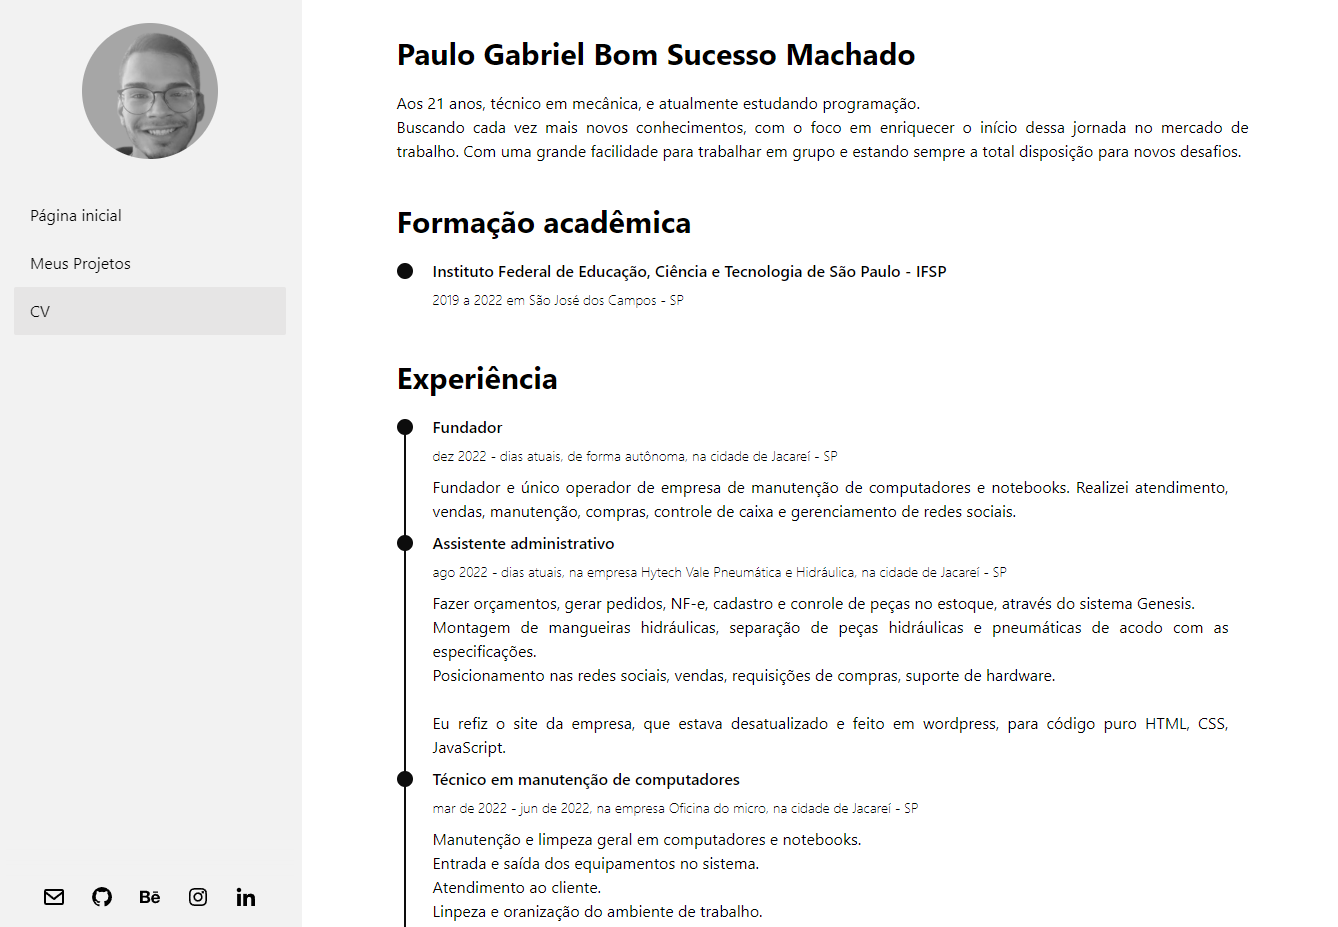 Página inicial
Meus Projetos
CV
Bē
in
Paulo Gabriel Bom Sucesso Machado
Aos 21 anos, técnico em mecânica, e atualmente estudando programação.
Buscando cada vez mais novos conhecimentos, com o foco em enriquecer o início dessa jornada no mercado de
trabalho. Com uma grande facilidade para trabalhar em grupo e estando sempre a total disposição para novos desafios.
Formação acadêmica
Instituto Federal de Educação, Ciência e Tecnologia de São Paulo - IFSP
2019 a 2022 em São José dos Campos - SP
Experiência
Fundador
dez 2022 - dias atuais, de forma autônoma, na cidade de Jacareí - SP
Fundador e único operador de empresa de manutenção de computadores e notebooks. Realizei atendimento,
vendas, manutenção, compras, controle de caixa e gerenciamento de redes sociais.
Assistente administrativo
ago 2022 - dias atuais, na empresa Hytech Vale Pneumática e Hidráulica, na cidade de Jacareí - SP
Fazer orçamentos, gerar pedidos, NF-e, cadastro e conrole de peças no estoque, através do sistema Genesis.
Montagem de mangueiras hidráulicas, separação de peças hidráulicas e pneumáticas de acodo com as
especificações.
Posicionamento nas redes sociais, vendas, requisições de compras, suporte de hardware.
Eu refiz o site da empresa, que estava desatualizado e feito em wordpress, para código puro HTML, CSS,
JavaScript.
Técnico em manutenção de computadores
mar de 2022 - jun de 2022, na empresa Oficina do micro, na cidade de Jacareí - SP
Manutenção e limpeza geral em computadores e notebooks.
Entrada e saída dos equipamentos no sistema.
Atendimento ao cliente.
Linpeza e oranização do ambiente de trabalho.